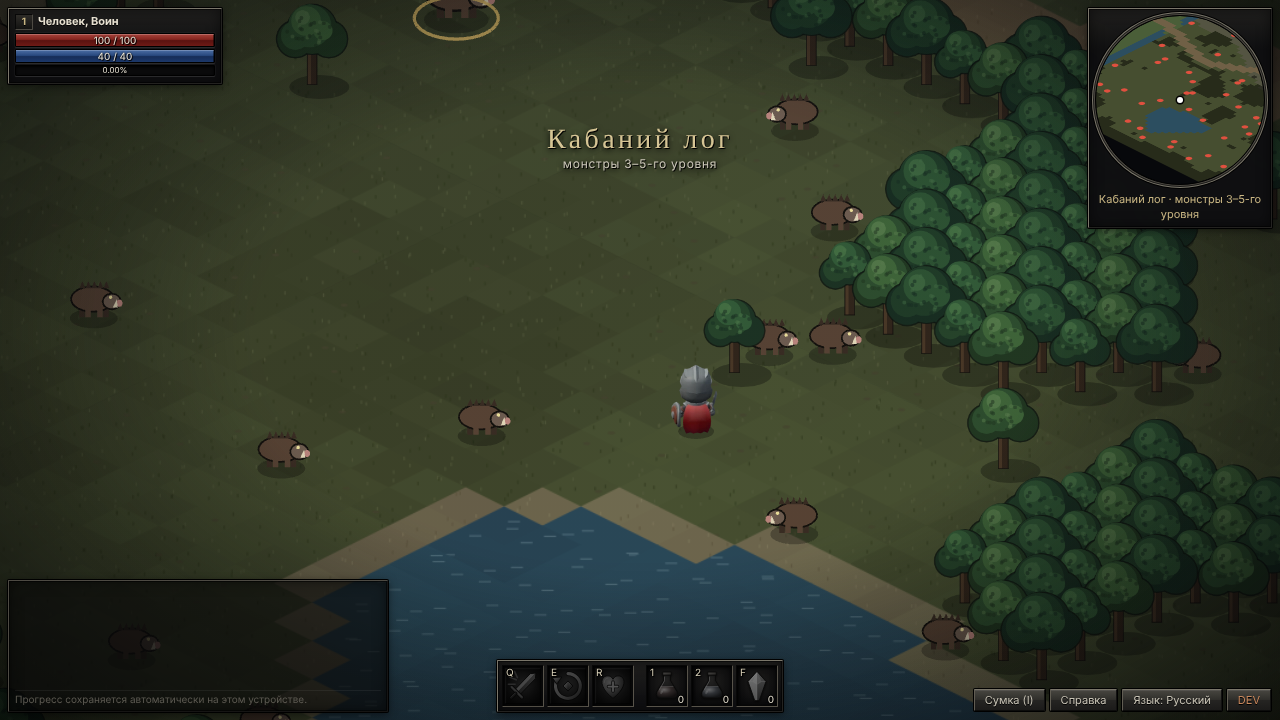 1 Человек, Воин
100 / 100
40 / 40
0.00%
Кабаний лог
монстры 3–5-го уровня
Кабаний лог · монстры 3–5-го
уровня
Прогресс сохраняется автоматически на этом устройстве.
Q E R 1 2 F
0 0 0
Сумка (I) Справка Язык: Русский DEV